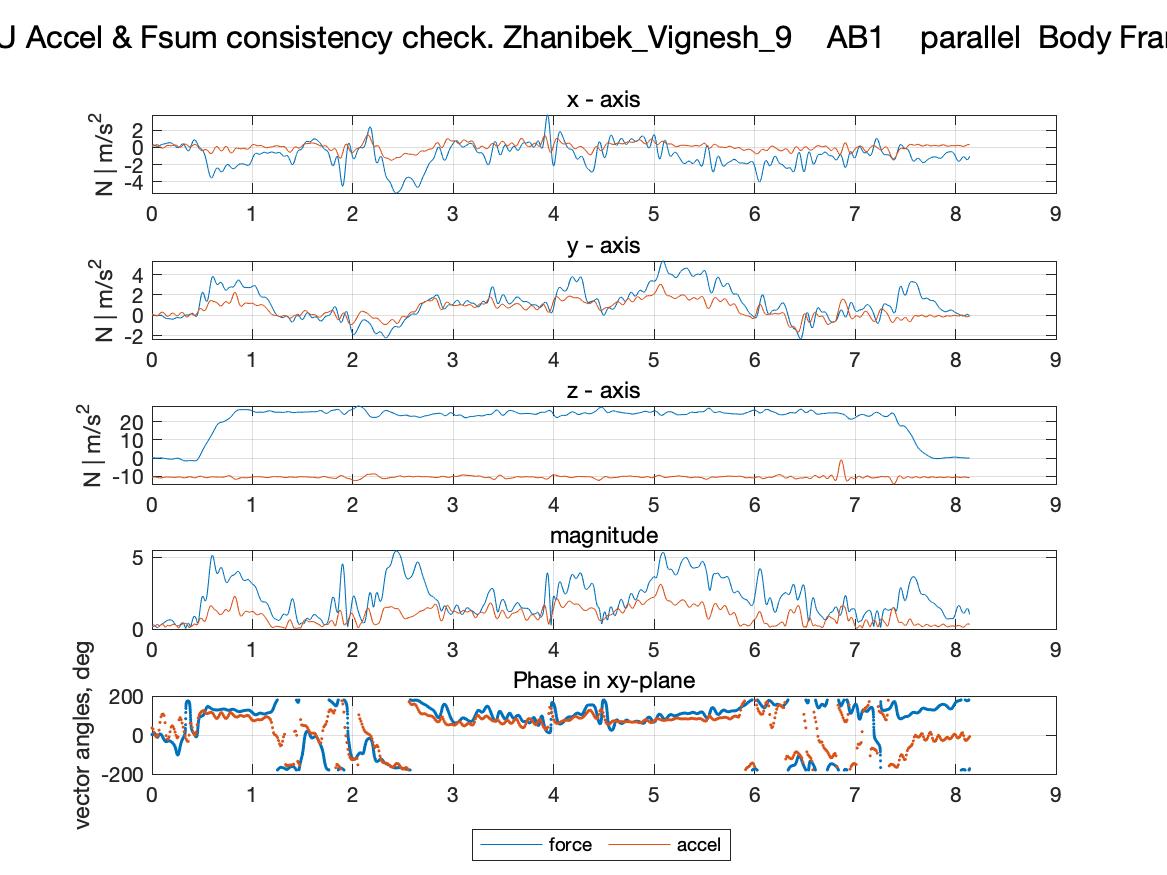 U Accel & Fsum consistency check. Zhanibek_Vignesh_9 AB1 parallel Body Fra
x - axis
N | m/s²
2
0
-2
-4
0 1 2 3 4 5 6 7 8 9
y - axis
N | m/s²
4
2
0
-2
0 1 2 3 4 5 6 7 8 9
z - axis
N | m/s²
20
10
0
-10
0 1 2 3 4 5 6 7 8 9
magnitude
5
0
0 1 2 3 4 5 6 7 8 9
Phase in xy-plane
vector angles, deg
200
0
-200
0 1 2 3 4 5 6 7 8 9
force accel